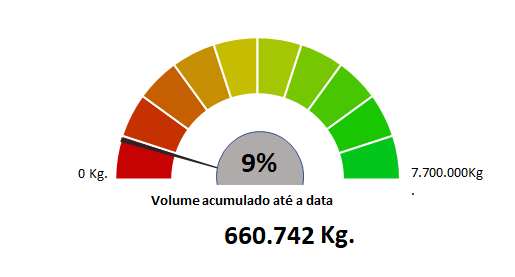 9%
0 Kg.
7.700.000Kg
.
Volume acumulado até a data
660.742 Kg.